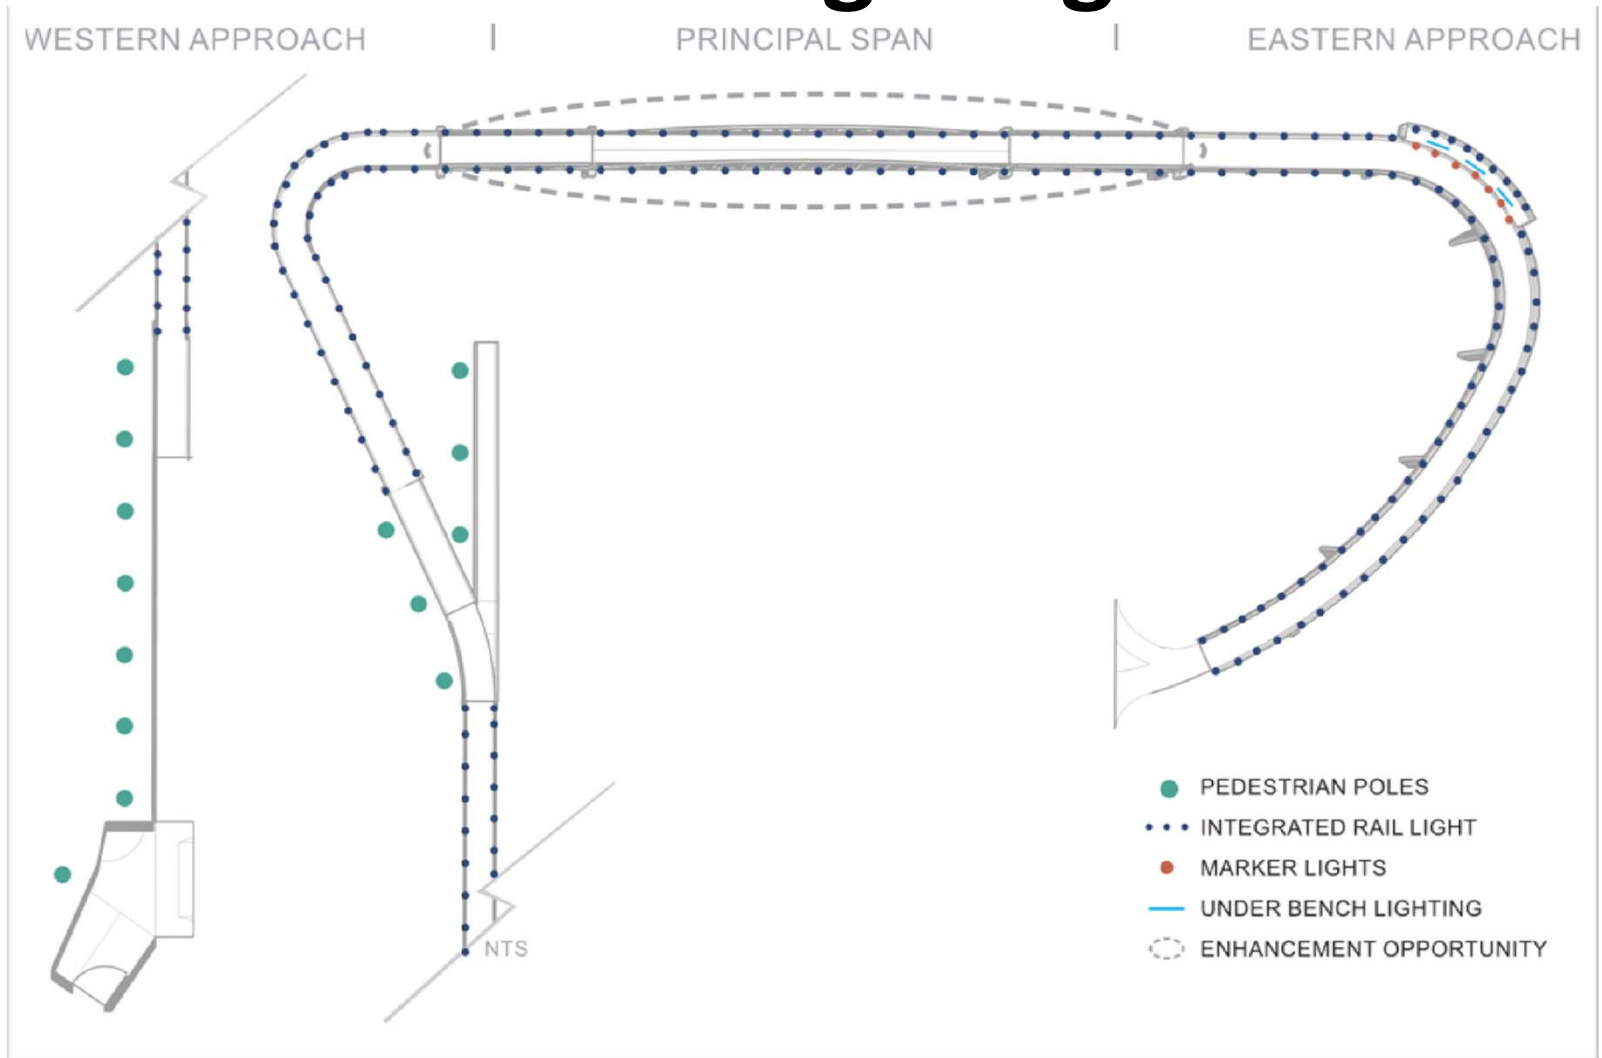 WESTERN APPROACH | PRINCIPAL SPAN | EASTERN APPROACH
PEDESTRIAN POLES
INTEGRATED RAIL LIGHT
MARKER LIGHTS
UNDER BENCH LIGHTING
ENHANCEMENT OPPORTUNITY
NTS